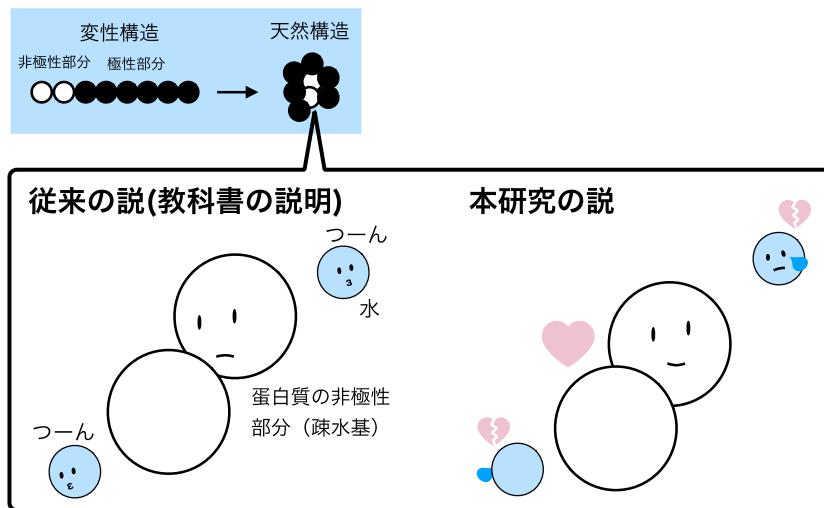 変性構造
天然構造
非極性部分
極性部分
従来の説(教科書の説明)
本研究の説
つーん
水
蛋白質の非極性
部分（疎水基）
つーん